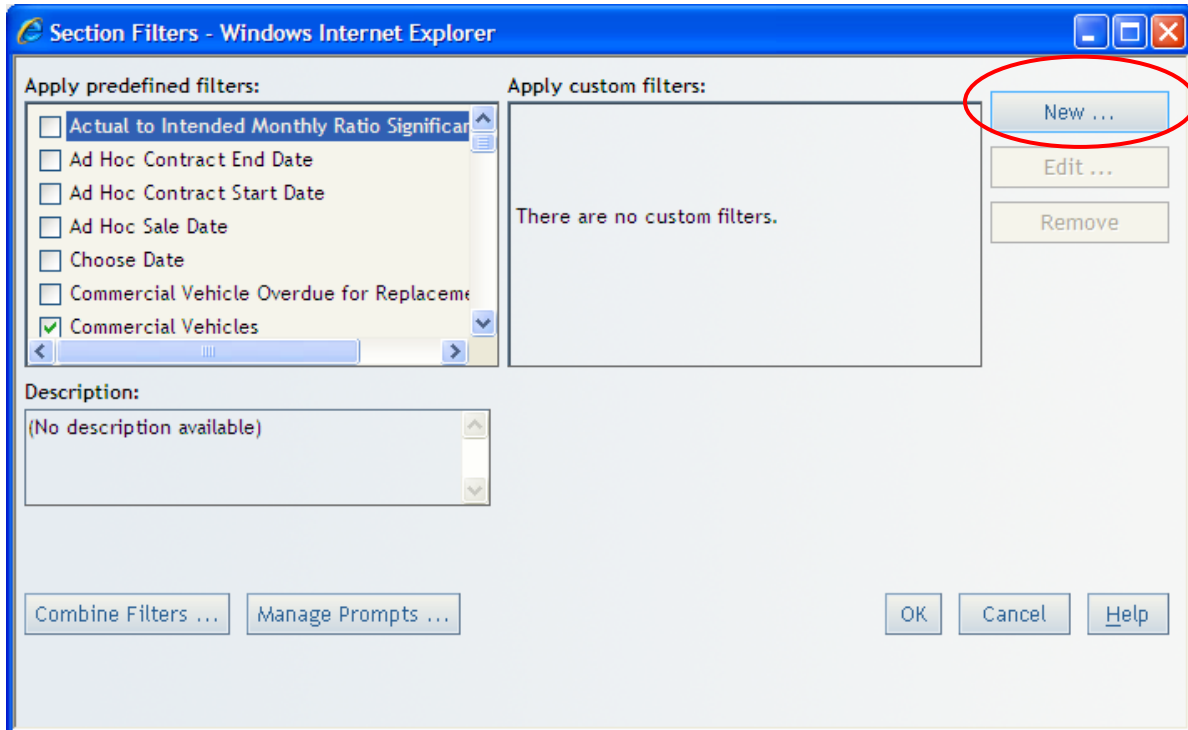 Section Filters - Windows Internet Explorer
Apply predefined filters:
Actual to Intended Monthly Ratio Significan
Ad Hoc Contract End Date
Ad Hoc Contract Start Date
Ad Hoc Sale Date
Choose Date
Commercial Vehicle Overdue for Replaceme
Commercial Vehicles
Apply custom filters:
There are no custom filters.
New ...
Edit ...
Remove
Description:
(No description available)
Combine Filters ...
Manage Prompts ...
OK
Cancel
Help